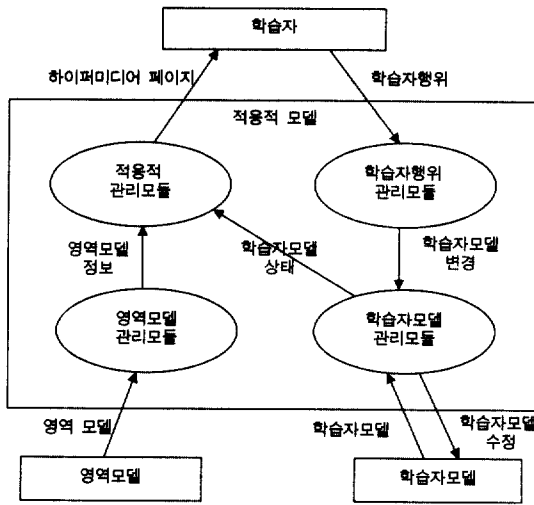 학습자
하이퍼미디어 페이지
학습자행위
적응적 모델
적응적
관리모듈
학습자행위
관리모듈
영역모델
정보
학습자모델
상태
학습자모델
변경
영역모델
관리모듈
학습자모델
관리모듈
영역 모델
학습자모델
학습자모델
수정
영역모델
학습자모델